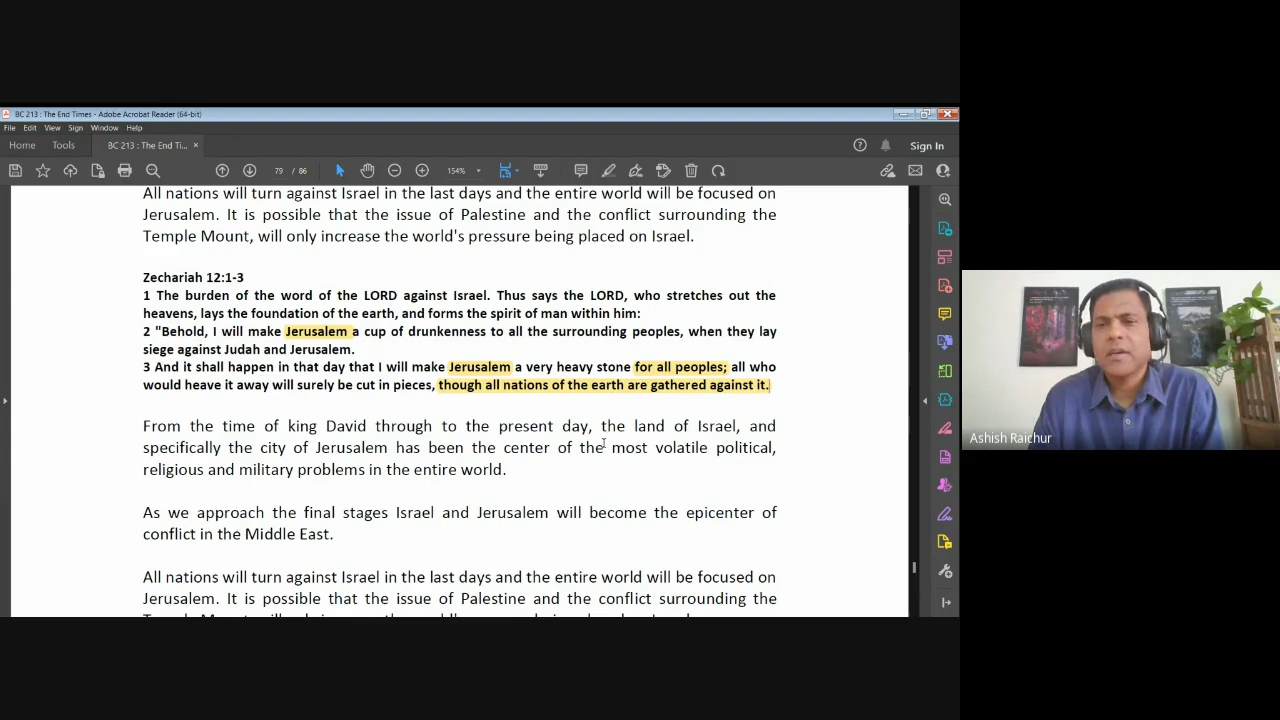 BC 213 : The End Times - Adobe Acrobat Reader (64-bit)
File Edit View Sign Window Help
Home Tools BC 213 : The End Ti... × Sign In
79 / 86 154%
All nations will turn against Israel in the last days and the entire world will be focused on
Jerusalem. It is possible that the issue of Palestine and the conflict surrounding the
Temple Mount, will only increase the world's pressure being placed on Israel.
Zechariah 12:1-3
1 The burden of the word of the LORD against Israel. Thus says the LORD, who stretches out the
heavens, lays the foundation of the earth, and forms the spirit of man within him:
2 "Behold, I will make Jerusalem a cup of drunkenness to all the surrounding peoples, when they lay
siege against Judah and Jerusalem.
3 And it shall happen in that day that I will make Jerusalem a very heavy stone for all peoples; all who
would heave it away will surely be cut in pieces, though all nations of the earth are gathered against it.
From the time of king David through to the present day, the land of Israel, and
specifically the city of Jerusalem has been the center of the most volatile political,
religious and military problems in the entire world.
As we approach the final stages Israel and Jerusalem will become the epicenter of
conflict in the Middle East.
All nations will turn against Israel in the last days and the entire world will be focused on
Jerusalem. It is possible that the issue of Palestine and the conflict surrounding the
Ashish Raichur